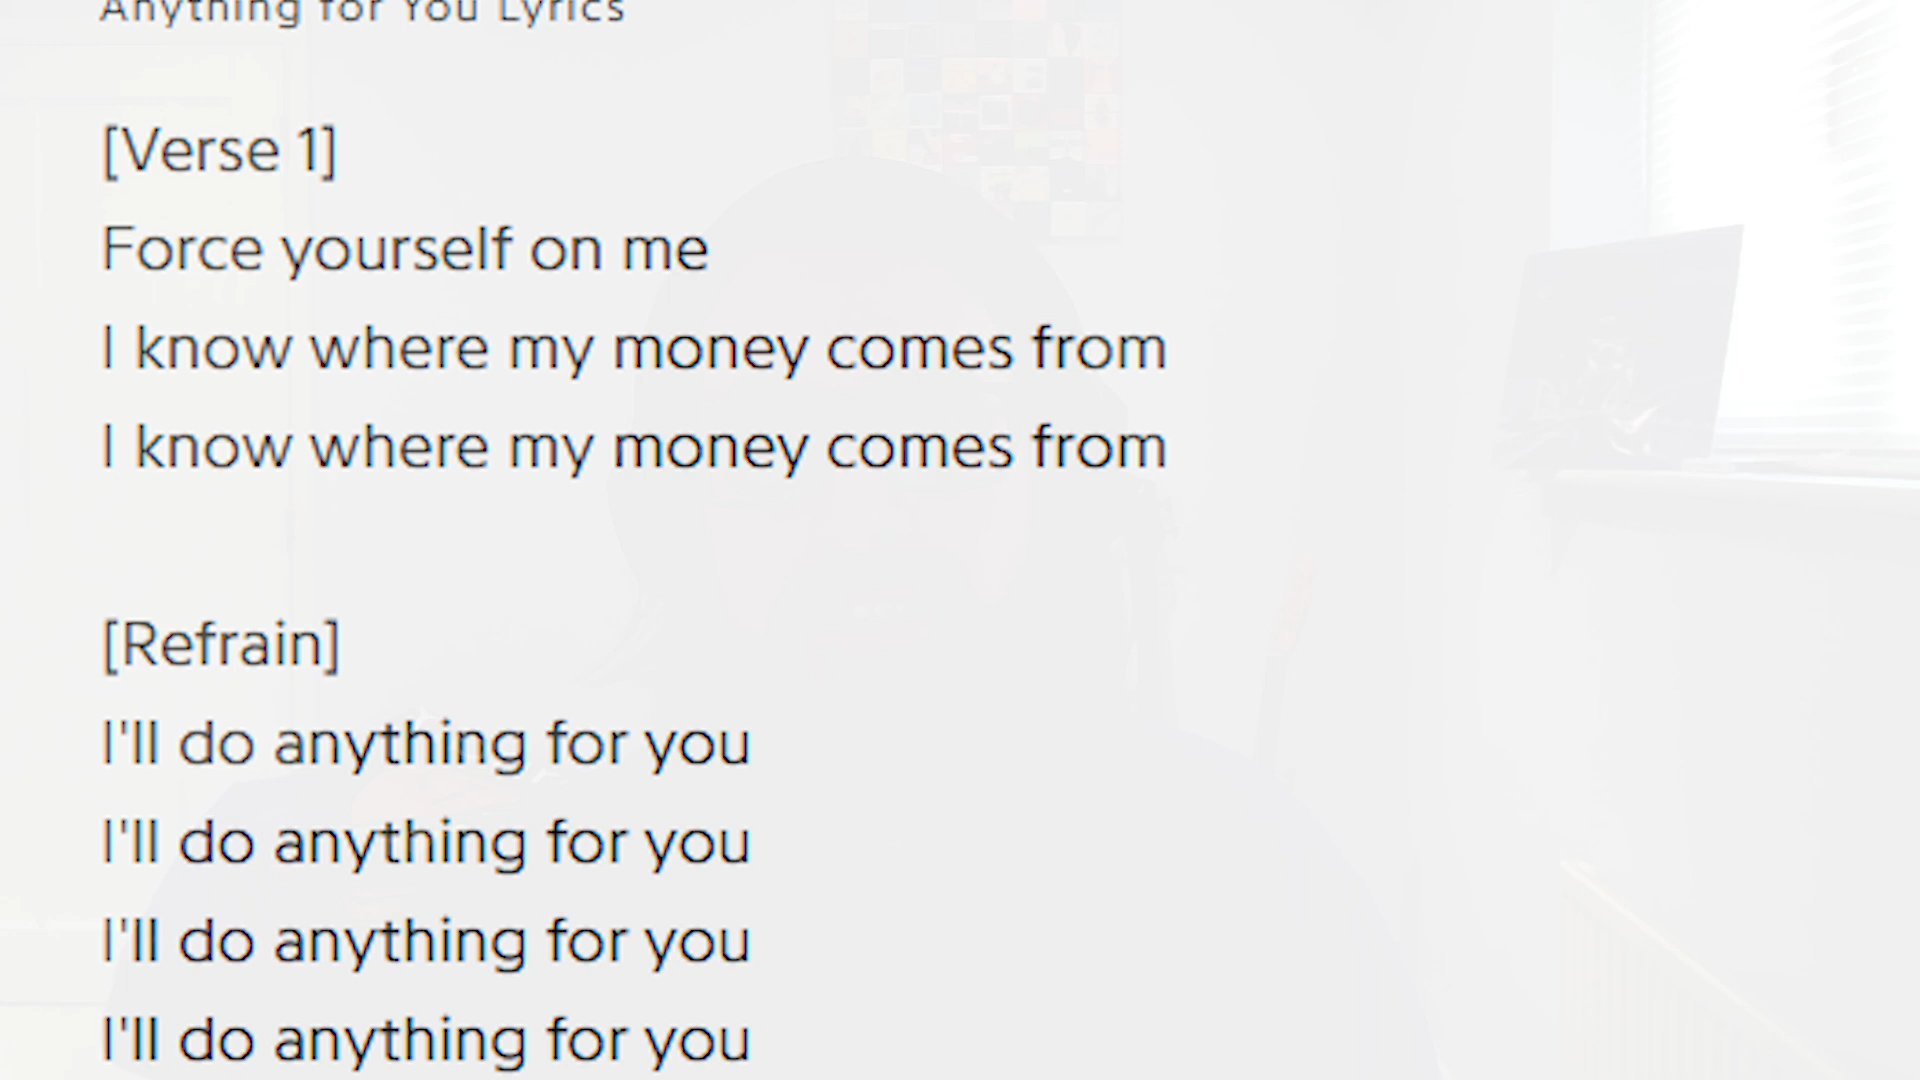 Anything for You Lyrics
[Verse 1]
Force yourself on me
I know where my money comes from
I know where my money comes from
[Refrain]
I'll do anything for you
I'll do anything for you
I'll do anything for you
I'll do anything for you